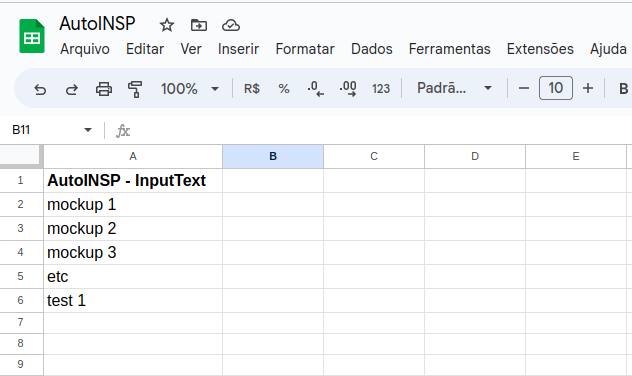 AutoINSP
Arquivo Editar Ver Inserir Formatar Dados Ferramentas Extensões Ajuda
100% R$ % .0 .00 123 Padrã... 10 B
B11 fx
A B C D E
1 AutoINSP - InputText
2 mockup 1
3 mockup 2
4 mockup 3
5 etc
6 test 1
7
8
9